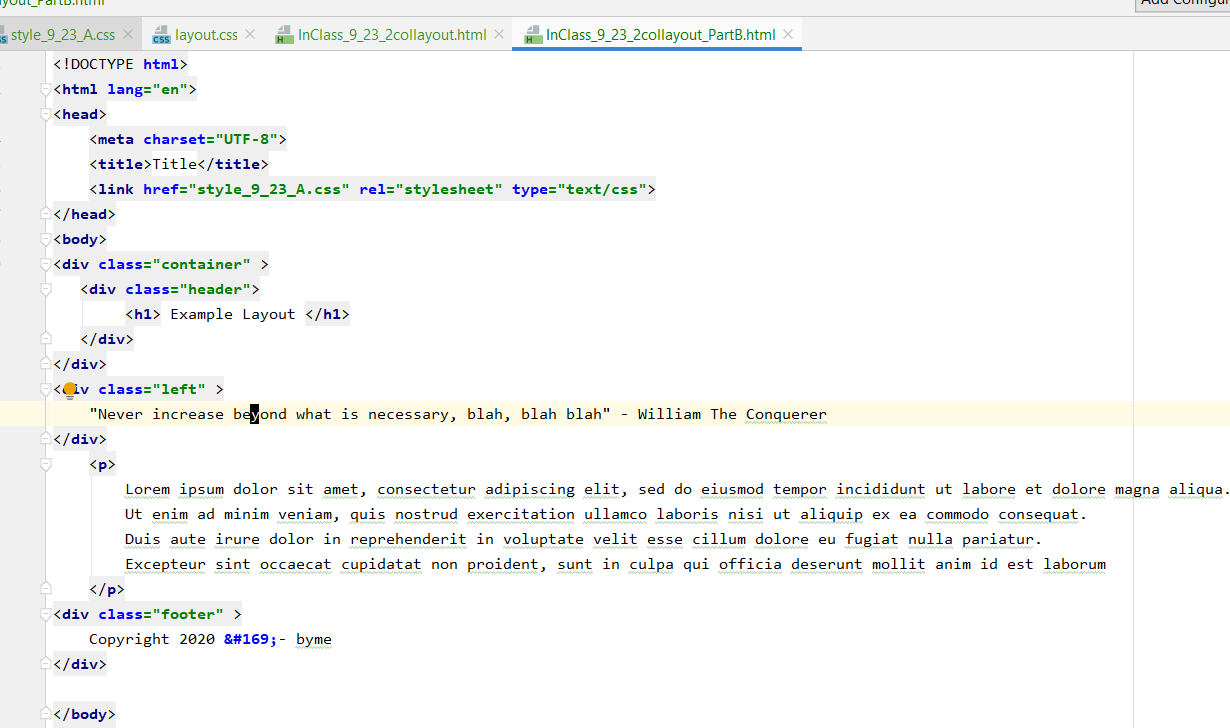 ayout_PartB.html
Add Configur
style_9_23_A.css
layout.css
InClass_9_23_2collayout.html
InClass_9_23_2collayout_PartB.html
<!DOCTYPE html>
<html lang="en">
<head>
<meta charset="UTF-8">
<title>Title</title>
<link href="style_9_23_A.css" rel="stylesheet" type="text/css">
</head>
<body>
<div class="container" >
<div class="header">
<h1> Example Layout </h1>
</div>
</div>
<div class="left" >
"Never increase beyond what is necessary, blah, blah blah" - William The Conquerer
</div>
<p>
Lorem ipsum dolor sit amet, consectetur adipiscing elit, sed do eiusmod tempor incididunt ut labore et dolore magna aliqua.
Ut enim ad minim veniam, quis nostrud exercitation ullamco laboris nisi ut aliquip ex ea commodo consequat.
Duis aute irure dolor in reprehenderit in voluptate velit esse cillum dolore eu fugiat nulla pariatur.
Excepteur sint occaecat cupidatat non proident, sunt in culpa qui officia deserunt mollit anim id est laborum
</p>
<div class="footer" >
Copyright 2020 &#169;- byme
</div>
</body>